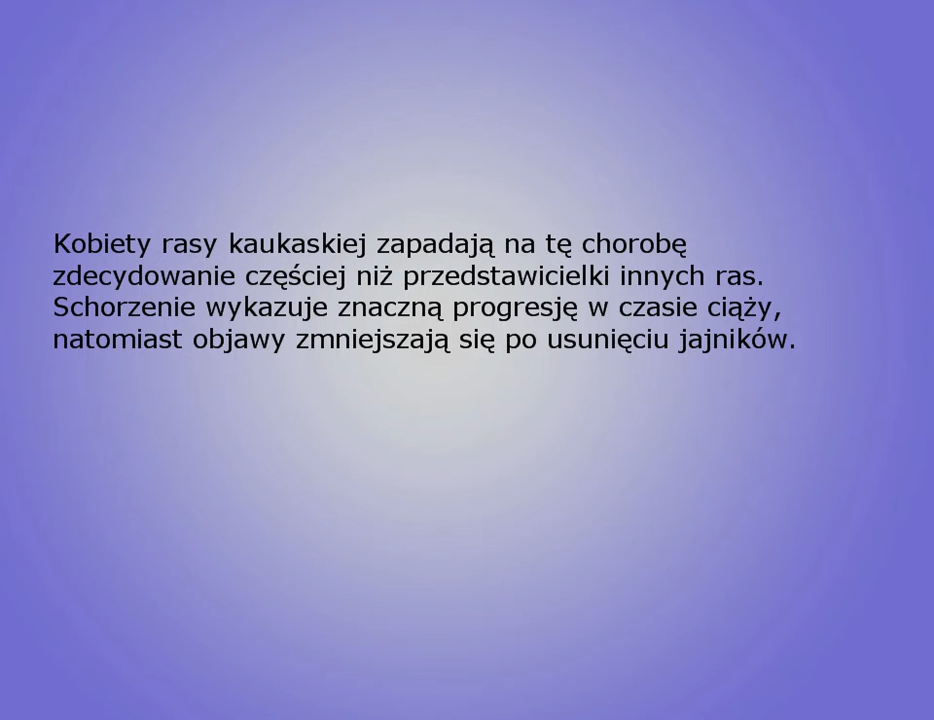 Kobiety rasy kaukaskiej zapadają na tę chorobę
zdecydowanie częściej niż przedstawicielki innych ras.
Schorzenie wykazuje znaczną progresję w czasie ciąży,
natomiast objawy zmniejszają się po usunięciu jajników.